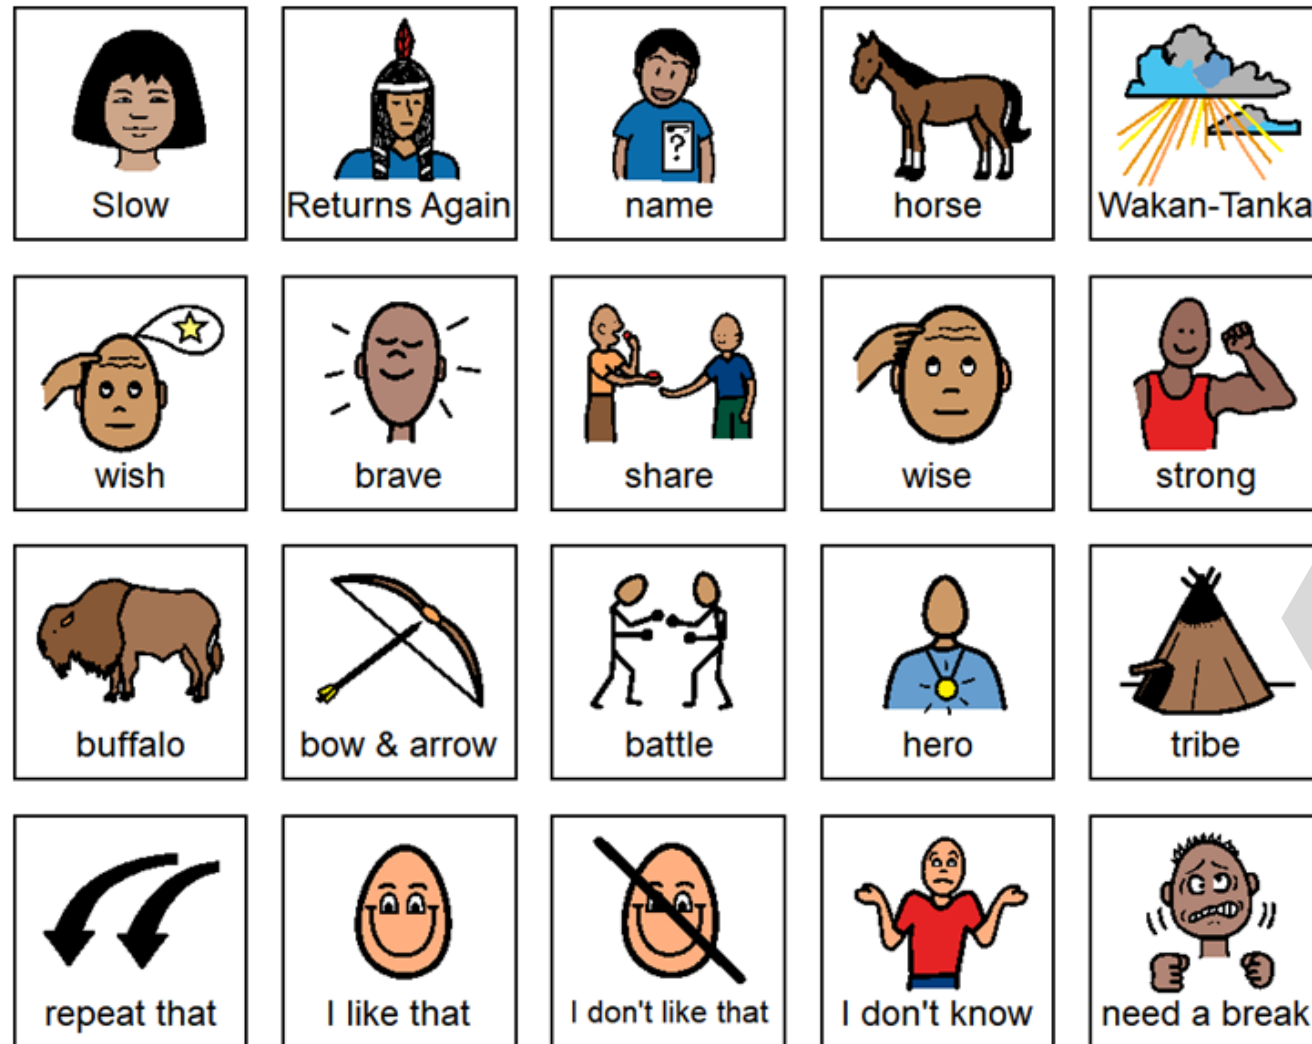 Slow
Returns Again
name
horse
Wakan-Tanka
wish
brave
share
wise
strong
buffalo
bow & arrow
battle
hero
tribe
repeat that
I like that
I don't like that
I don't know
need a break
?